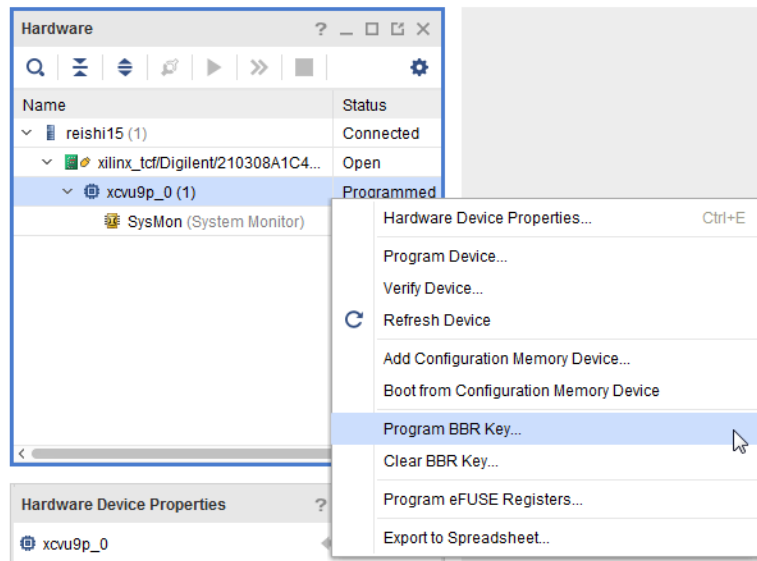 Hardware
Name Status
reishi15 (1) Connected
xilinx_tcf/Digilent/210308A1C4... Open
xcvu9p_0 (1) Programmed
SysMon (System Monitor)
Hardware Device Properties... Ctrl+E
Program Device...
Verify Device...
Refresh Device
Add Configuration Memory Device...
Boot from Configuration Memory Device
Program BBR Key...
Clear BBR Key...
Program eFUSE Registers...
Export to Spreadsheet...
Hardware Device Properties
xcvu9p_0